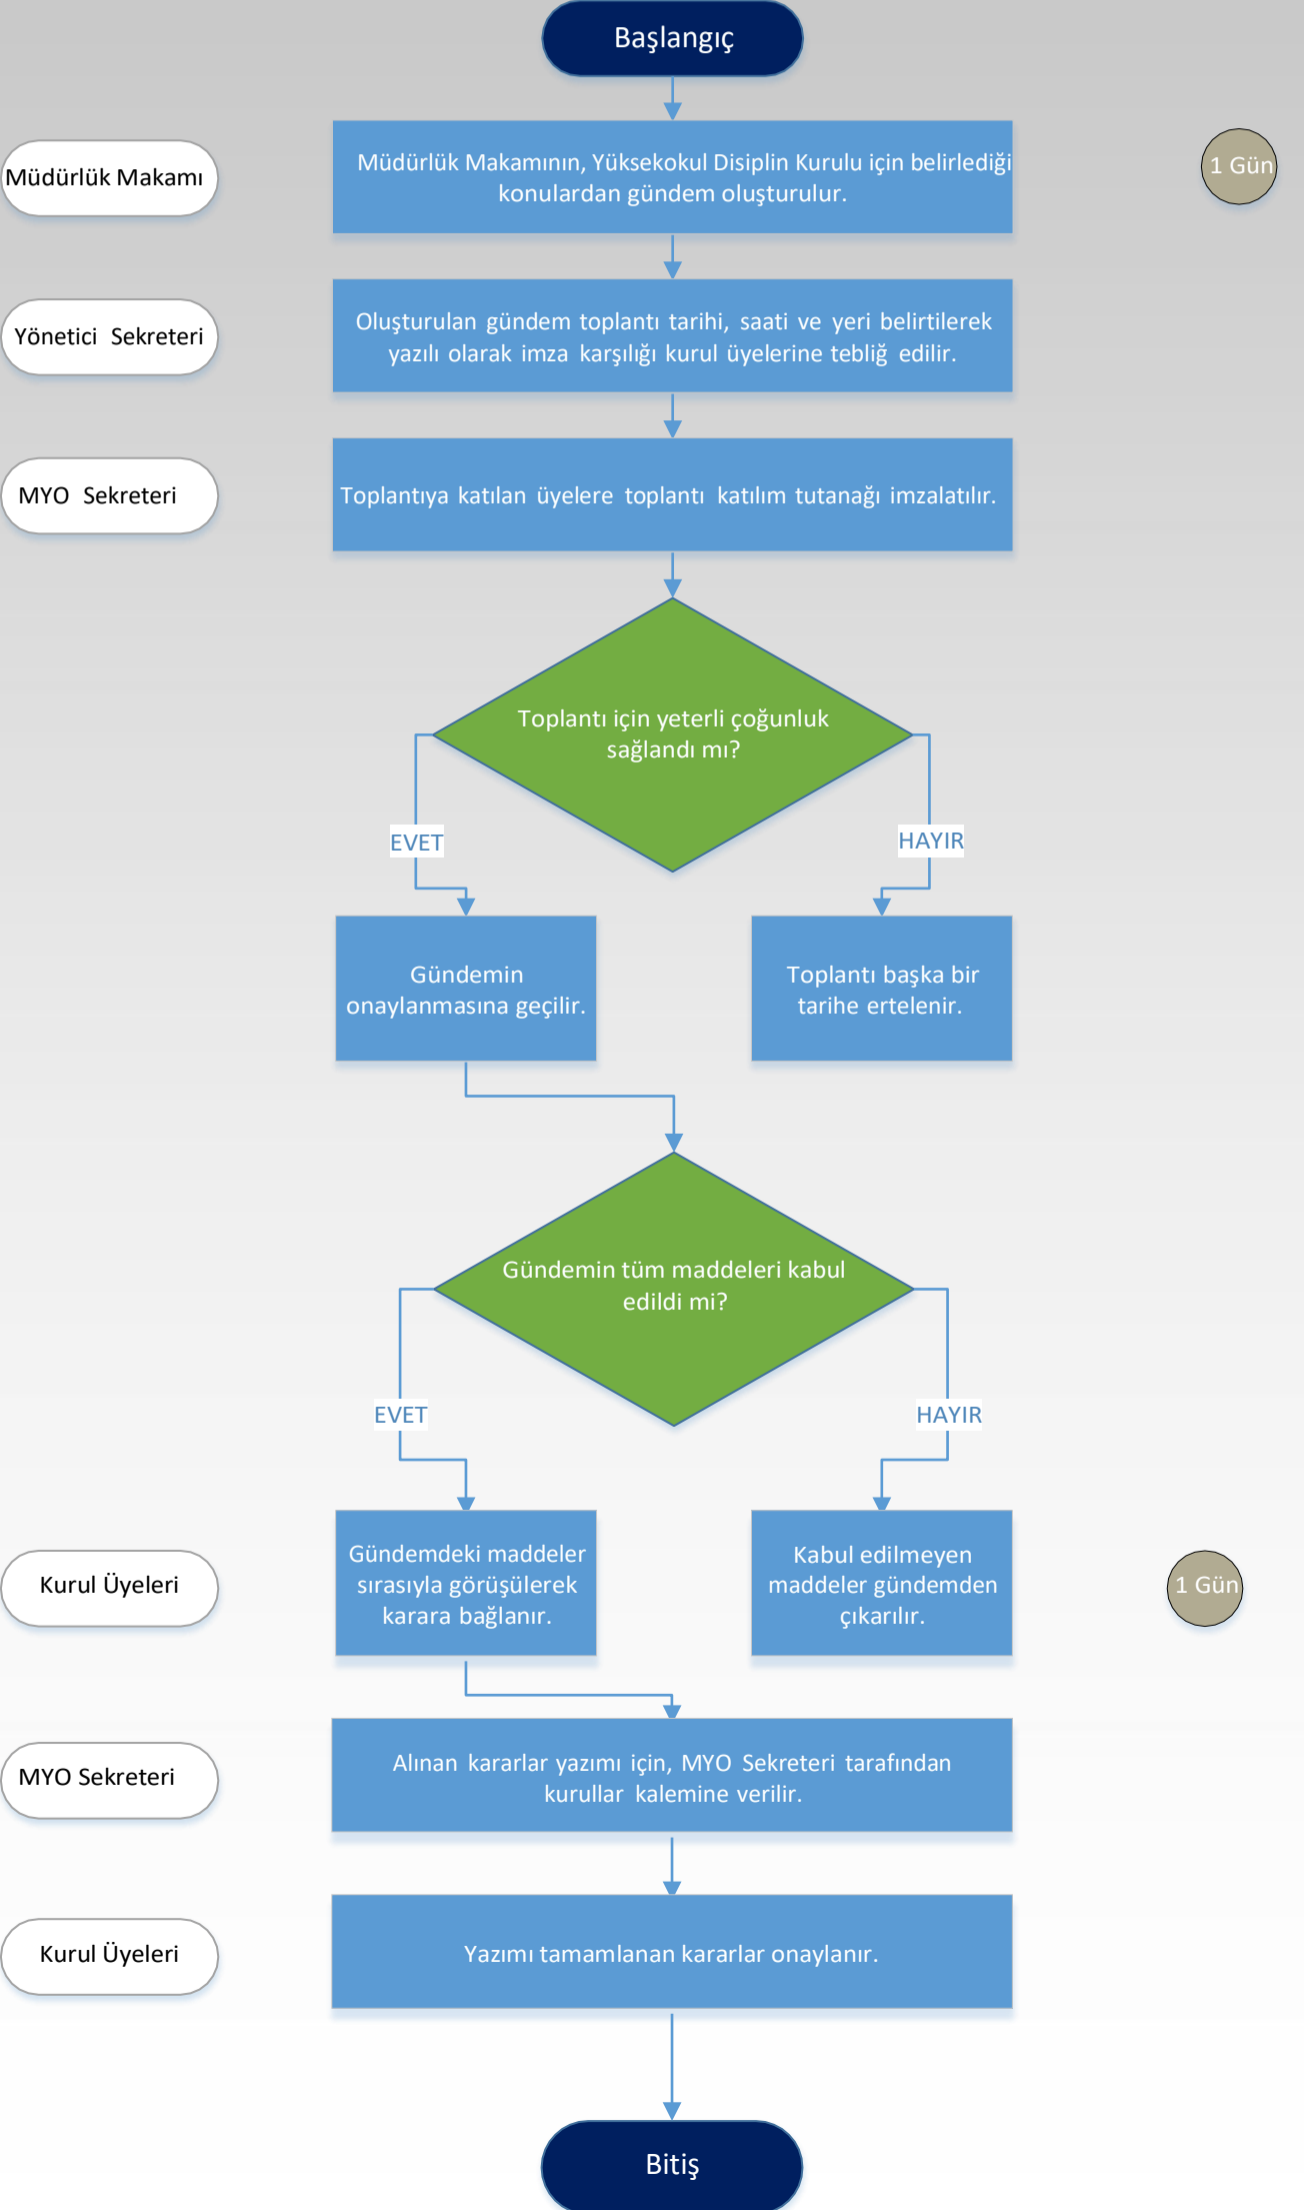 Başlangıç
Müdürlük Makamı
Müdürlük Makamının, Yüksekokul Disiplin Kurulu için belirlediği
konulardan gündem oluşturulur.
1 Gün
Yönetici Sekreteri
Oluşturulan gündem toplantı tarihi, saati ve yeri belirtilerek
yazılı olarak imza karşılığı kurul üyelerine tebliğ edilir.
MYO Sekreteri
Toplantıya katılan üyelere toplantı katılım tutanağı imzalatılır.
Toplantı için yeterli çoğunluk
sağlandı mı?
EVET
HAYIR
Gündemin
onaylanmasına geçilir.
Toplantı başka bir
tarihe ertelenir.
Gündemin tüm maddeleri kabul
edildi mi?
EVET
HAYIR
Kurul Üyeleri
Gündemdeki maddeler
sırasıyla görüşülerek
karara bağlanır.
Kabul edilmeyen
maddeler gündemden
çıkarılır.
1 Gün
MYO Sekreteri
Alınan kararlar yazımı için, MYO Sekreteri tarafından
kurullar kalemine verilir.
Kurul Üyeleri
Yazımı tamamlanan kararlar onaylanır.
Bitiş